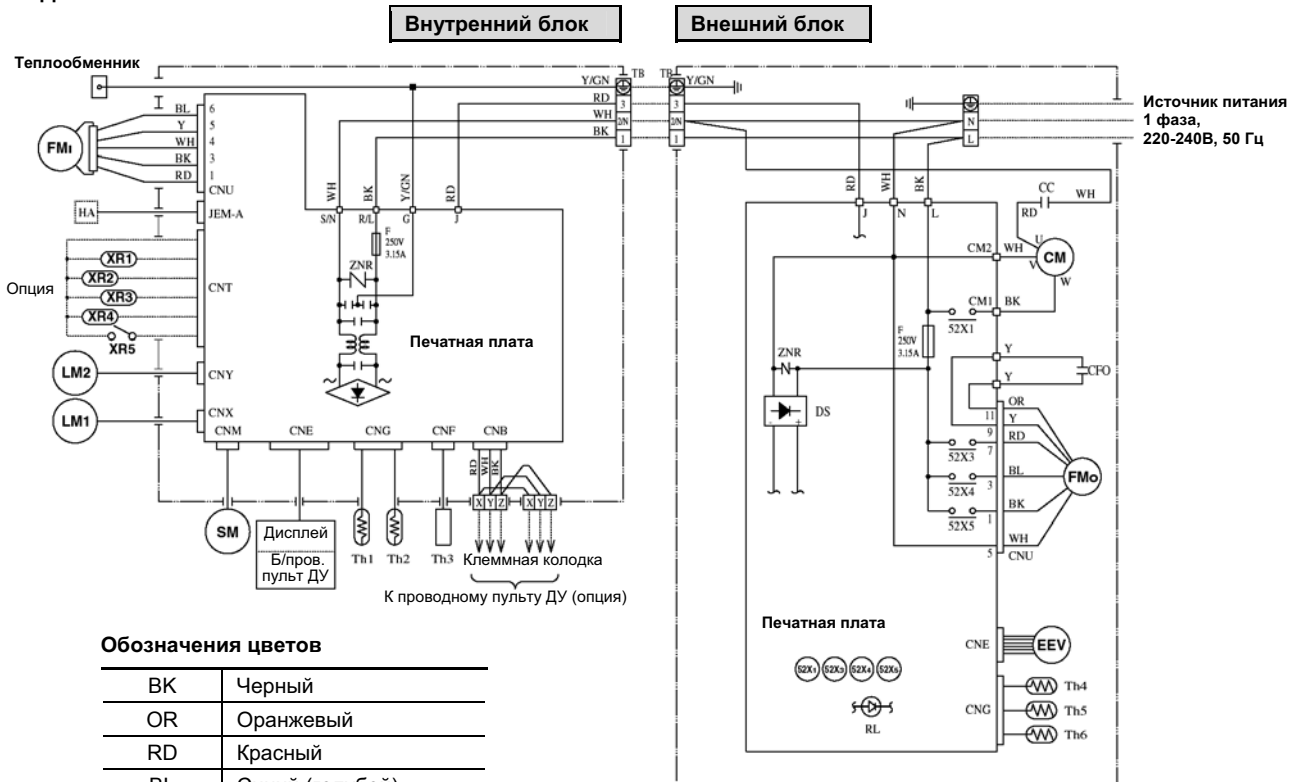 Внутренний блок
Внешний блок
Теплообменник
Y/GN
TB
TB
Y/GN
RD
3
3
WH
2/N
2/N
N
BK
1
1
L
Источник питания
1 фаза,
220-240В, 50 Гц
BL
6
Y
5
FMI
WH
4
BK
3
RD
1
CNU
HA
JEM-A
WH
BK
Y/GN
RD
S/N
R/L
G
J
F
250V
3.15A
ZNR
Опция
XR1
XR2
XR3
XR4
XR5
CNT
Печатная плата
LM2
CNY
LM1
CNX
CNM
CNE
CNG
CNF
CNB
RD
WH
BK
X Y Z
X Y Z
SM
Дисплей
Б/пров.
пульт ДУ
Th1
Th2
Th3
Клеммная колодка
К проводному пульту ДУ (опция)
RD
WH
BK
J
N
L
CC
WH
RD
U
CM2
WH
V
CM
W
CM1
BK
52X1
F
250V
3.15A
ZNR
Y
CFO
Y
DS
OR
11
Y
9
RD
7
52X3
BL
3
52X4
FMo
BK
1
52X5
WH
5
CNU
Печатная плата
CNE
EEV
52X1
52X3
52X4
52X5
RL
CNG
Th4
Th5
Th6
Обозначения цветов
BK Черный
OR Оранжевый
RD Красный